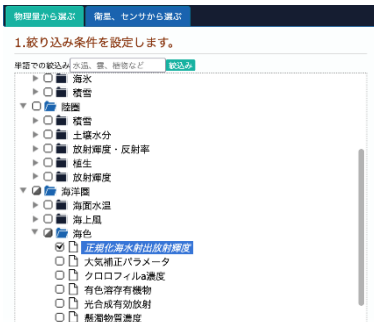 物理量から選ぶ 衛星、センサから選ぶ
1.絞り込み条件を設定します。
単語での絞込み 水温、雲、植物など 絞込み
海氷
積雪
陸圏
積雪
土壌水分
放射輝度・反射率
植生
放射輝度
海洋圏
海面水温
海上風
海色
正規化海水射出放射輝度
大気補正パラメータ
クロロフィルa濃度
有色溶存有機物
光合成有効放射
懸濁物質濃度